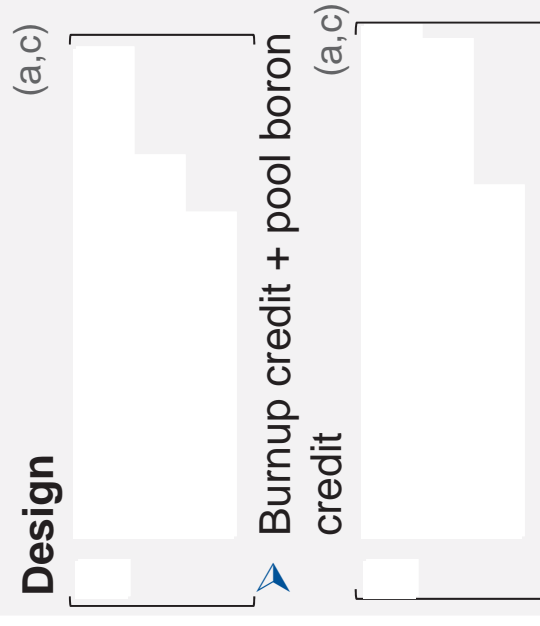 Design
(a,c)
Burnup credit + pool boron
credit
(a,c)